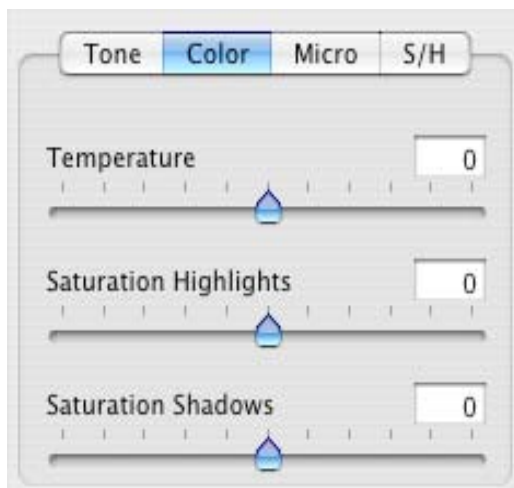 Tone Color Micro S/H
Temperature 0
Saturation Highlights 0
Saturation Shadows 0